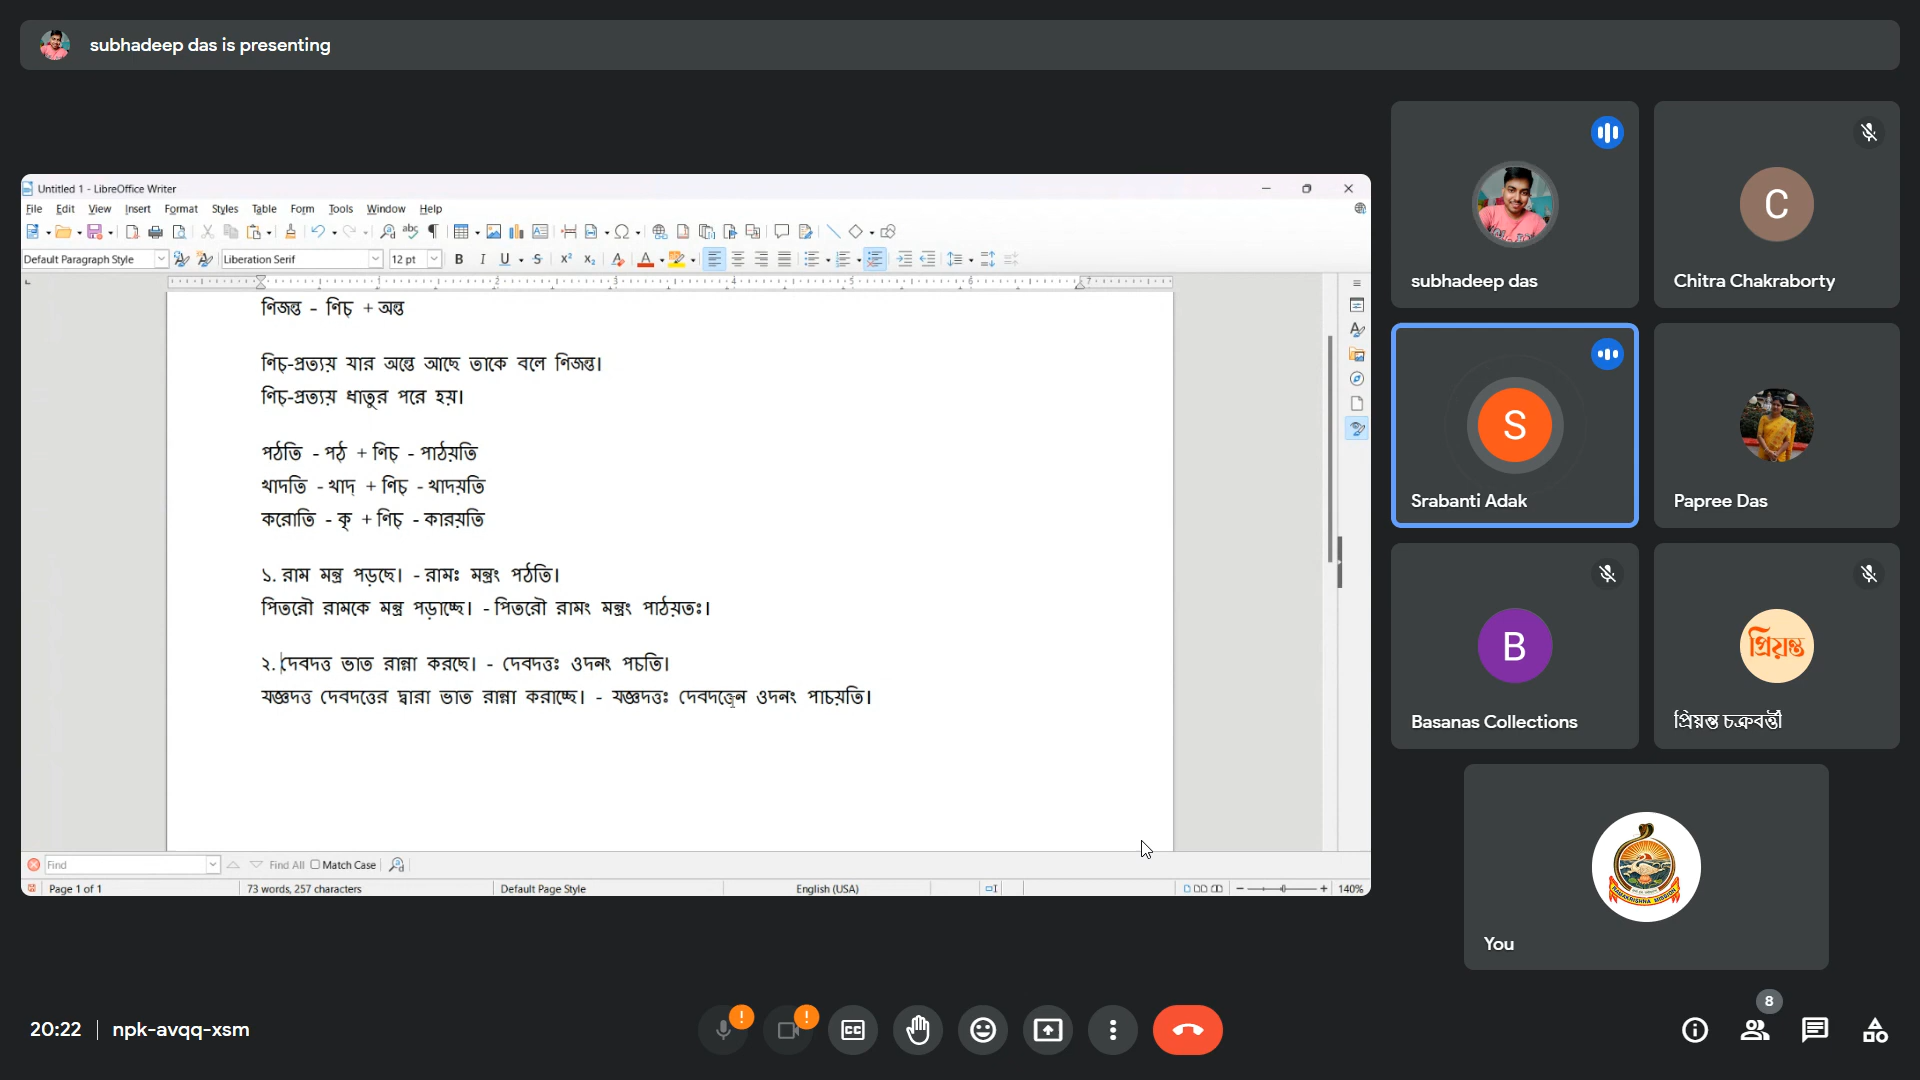 subhadeep das is presenting
Untitled 1 - LibreOffice Writer
File Edit View Insert Format Styles Table Form Tools Window Help
Default Paragraph Style Liberation Serif 12 pt
ণিজন্ত - ণিচ্ + অন্ত
ণিচ্-প্রত্যয় যার অন্তে আছে তাকে বলে ণিজন্ত।
ণিচ্-প্রত্যয় ধাতুর পরে হয়।
পঠতি - পঠ্ + ণিচ্ - পাঠয়তি
খাদতি - খাদ্ + ণিচ্ - খাদয়তি
করোতি - কৃ + ণিচ্ - কারয়তি
১. রাম মন্ত্র পড়ছে। - রামঃ মন্ত্রং পঠতি।
পিতরৌ রামকে মন্ত্র পড়াচ্ছে। - পিতরৌ রামং মন্ত্রং পাঠয়তঃ।
২. দেবদত্ত ভাত রান্না করছে। - দেবদত্তঃ ওদনং পচতি।
যজ্ঞদত্ত দেবদত্তের দ্বারা ভাত রান্না করাচ্ছে। - যজ্ঞদত্তঃ দেবদত্তেন ওদনং পাচয়তি।
Find Find All Match Case
Page 1 of 1 73 words, 257 characters Default Page Style English (USA) 140%
subhadeep das
Chitra Chakraborty
S
C
Srabanti Adak
Papree Das
B
প্রিয়ন্ত
Basanas Collections
প্রিয়ন্ত চক্রবর্ত্তী
RAMAKRISHNA MISSION
You
20:22 | npk-avqq-xsm
8